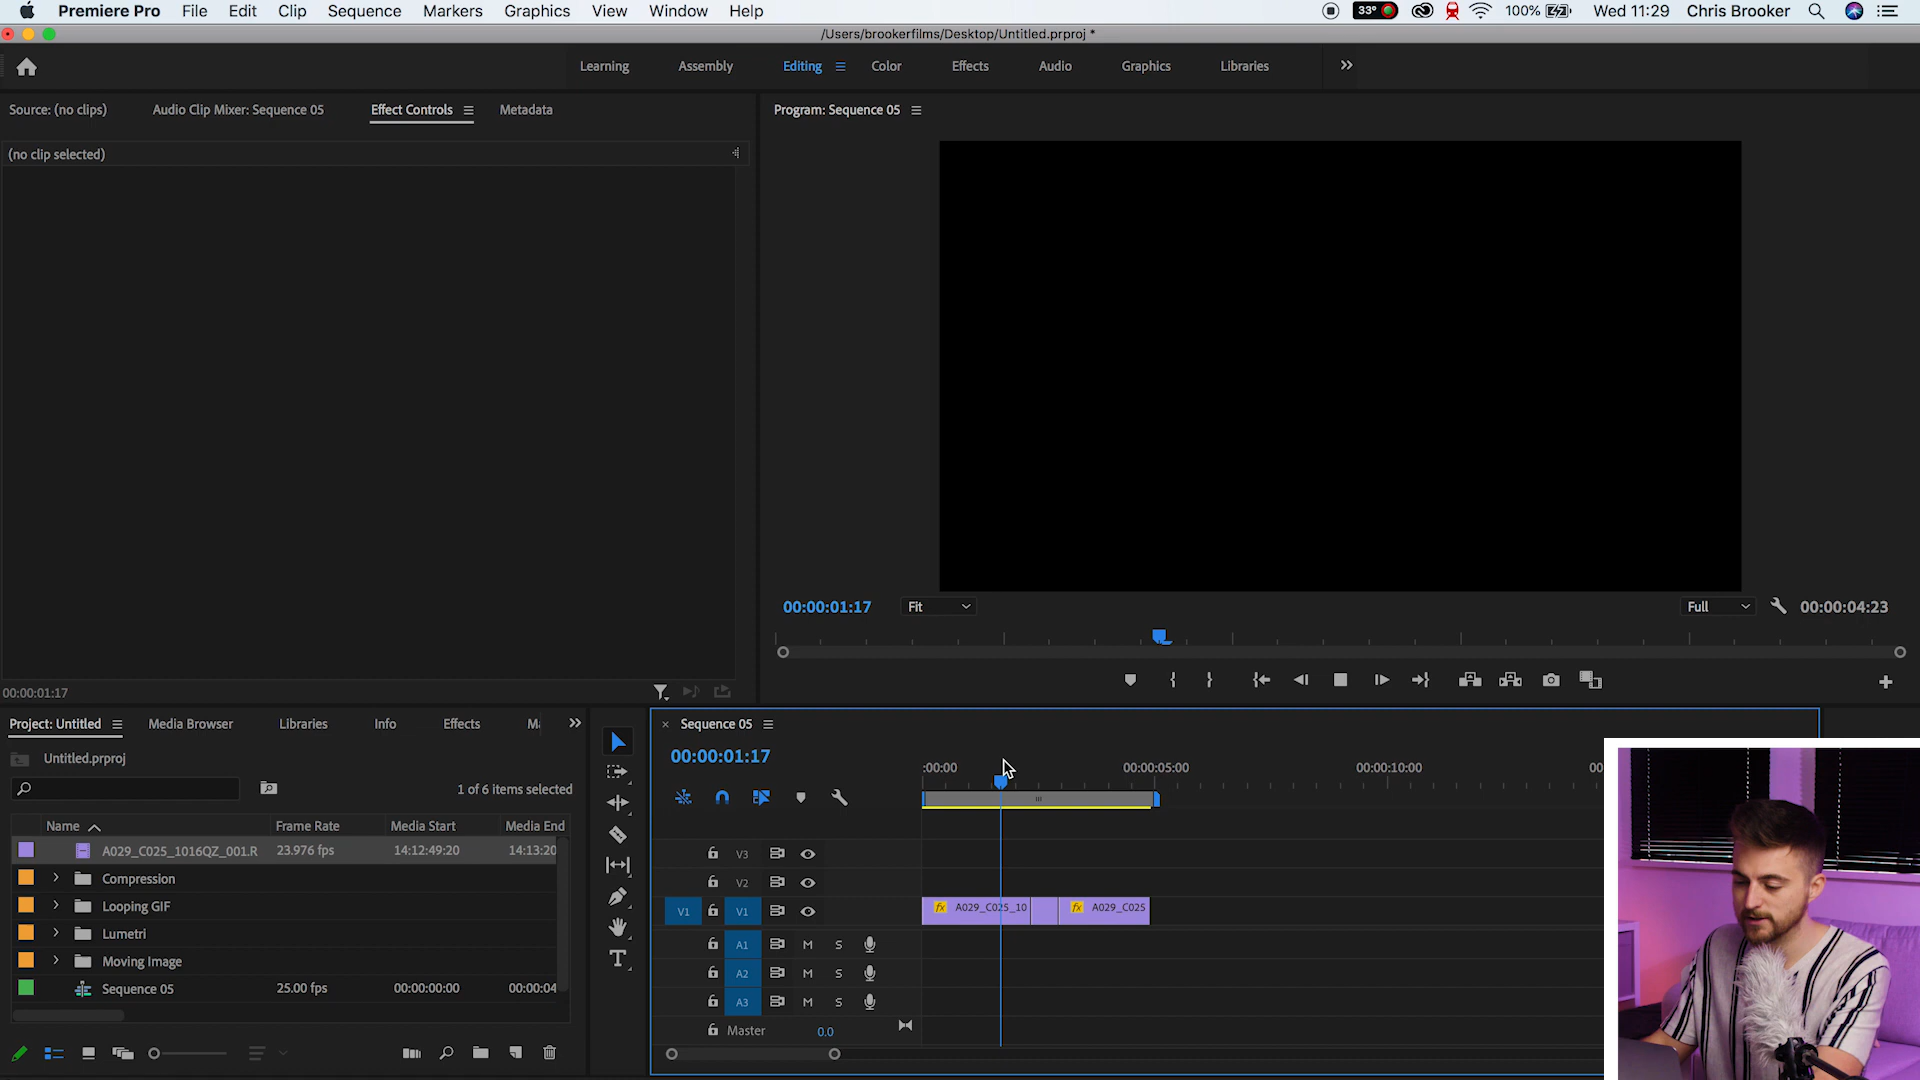 Premiere Pro File Edit Clip Sequence Markers Graphics View Window Help 33° 100% Wed 11:29 Chris Brooker
/Users/brookerfilms/Desktop/Untitled.prproj *
Learning Assembly Editing Color Effects Audio Graphics Libraries
Source: (no clips) Audio Clip Mixer: Sequence 05 Effect Controls Metadata
Program: Sequence 05
(no clip selected)
00:00:01:17 Fit Full 00:00:04:23
00:00:01:17
Project: Untitled Media Browser Libraries Info Effects Ma
Sequence 05
Untitled.prproj
00:00:01:17
:00:00 00:00:05:00 00:00:10:00 00
1 of 6 items selected
Name Frame Rate Media Start Media End
A029_C025_1016QZ_001.R 23.976 fps 14:12:49:20 14:13:20
Compression
Looping GIF
Lumetri
Moving Image
Sequence 05 25.00 fps 00:00:00:00 00:00:04
V3
V2
V1 V1 fx A029_C025_10 fx A029_C025
A1 M S
A2 M S
A3 M S
Master 0.0